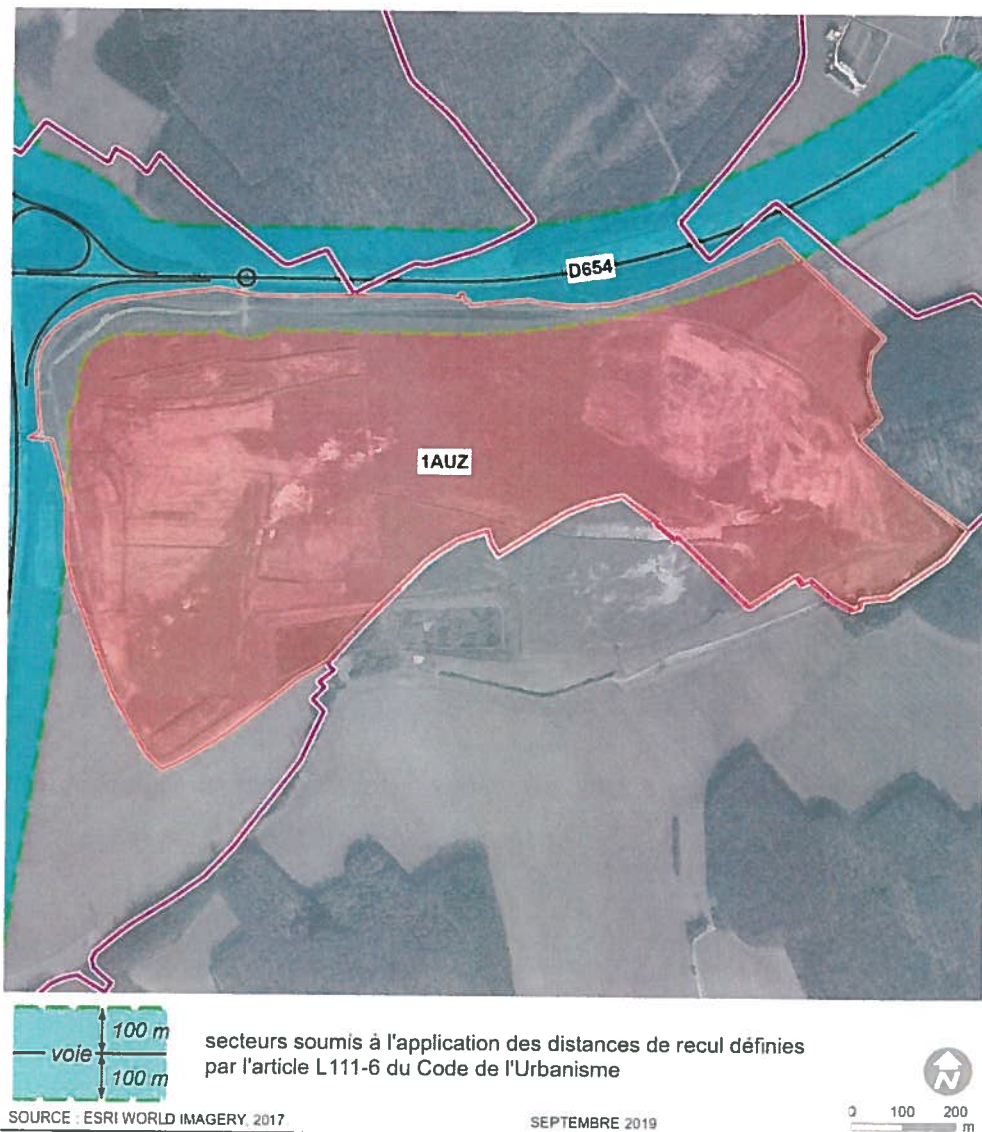 D654
1AUZ
100 m
voie
100 m
secteurs soumis à l'application des distances de recul définies
par l'article L111-6 du Code de l'Urbanisme
N
SOURCE : ESRI WORLD IMAGERY, 2017
SEPTEMBRE 2019
0 100 200
m